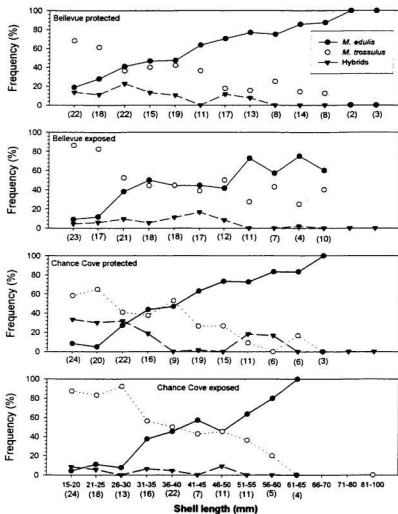 Bellevue protected
M. edulis
M. trossulus
Hybrids
Frequency (%)
100
80
60
40
20
0
(22) (18) (22) (15) (19) (11) (17) (7) (8) (14) (8) (2) (3)
Bellevue exposed
Frequency (%)
100
80
60
40
20
0
(23) (17) (21) (18) (18) (17) (12) (11) (7) (4) (10)
Chance Cove protected
Frequency (%)
100
80
60
40
20
0
(24) (20) (22) (16) (9) (19) (15) (11) (6) (6) (3)
Chance Cove exposed
Frequency (%)
100
80
60
40
20
0
15-20 21-25 26-30 31-35 36-40 41-45 46-50 51-55 56-60 61-65 66-70 71-80 81-100
(24) (18) (13) (16) (22) (7) (11) (11) (5) (4)
Shell length (mm)